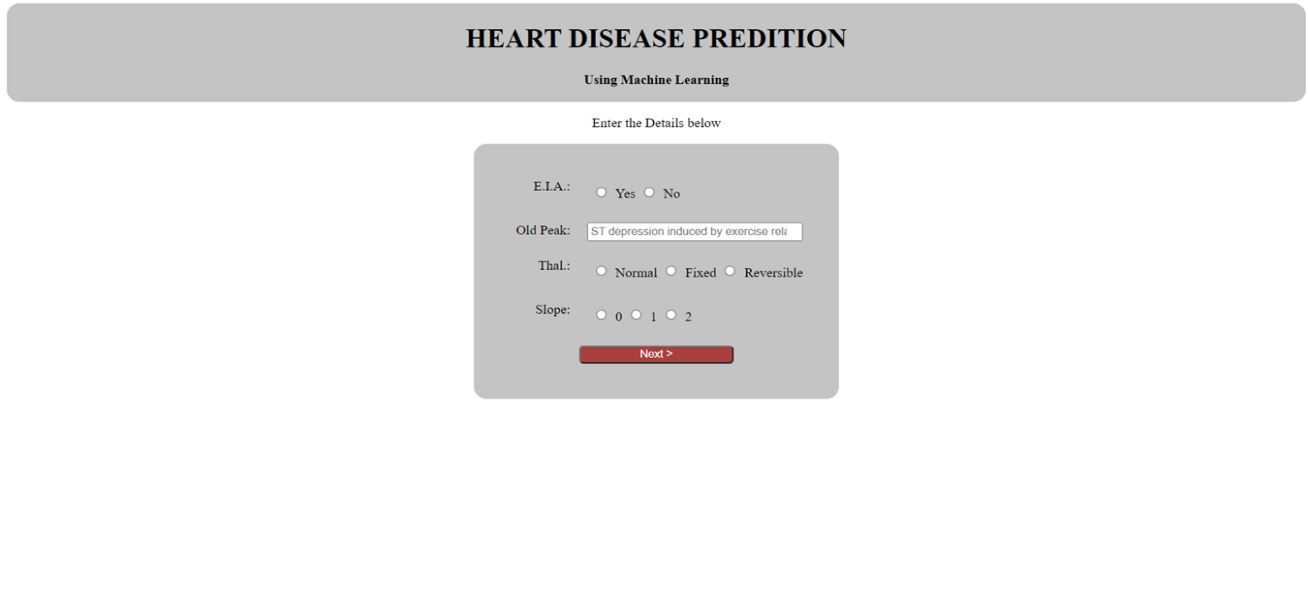 HEART DISEASE PREDITION
Using Machine Learning
Enter the Details below
E.I.A.: Yes No
Old Peak: ST depression induced by exercise rela
Thal.: Normal Fixed Reversible
Slope: 0 1 2
Next >